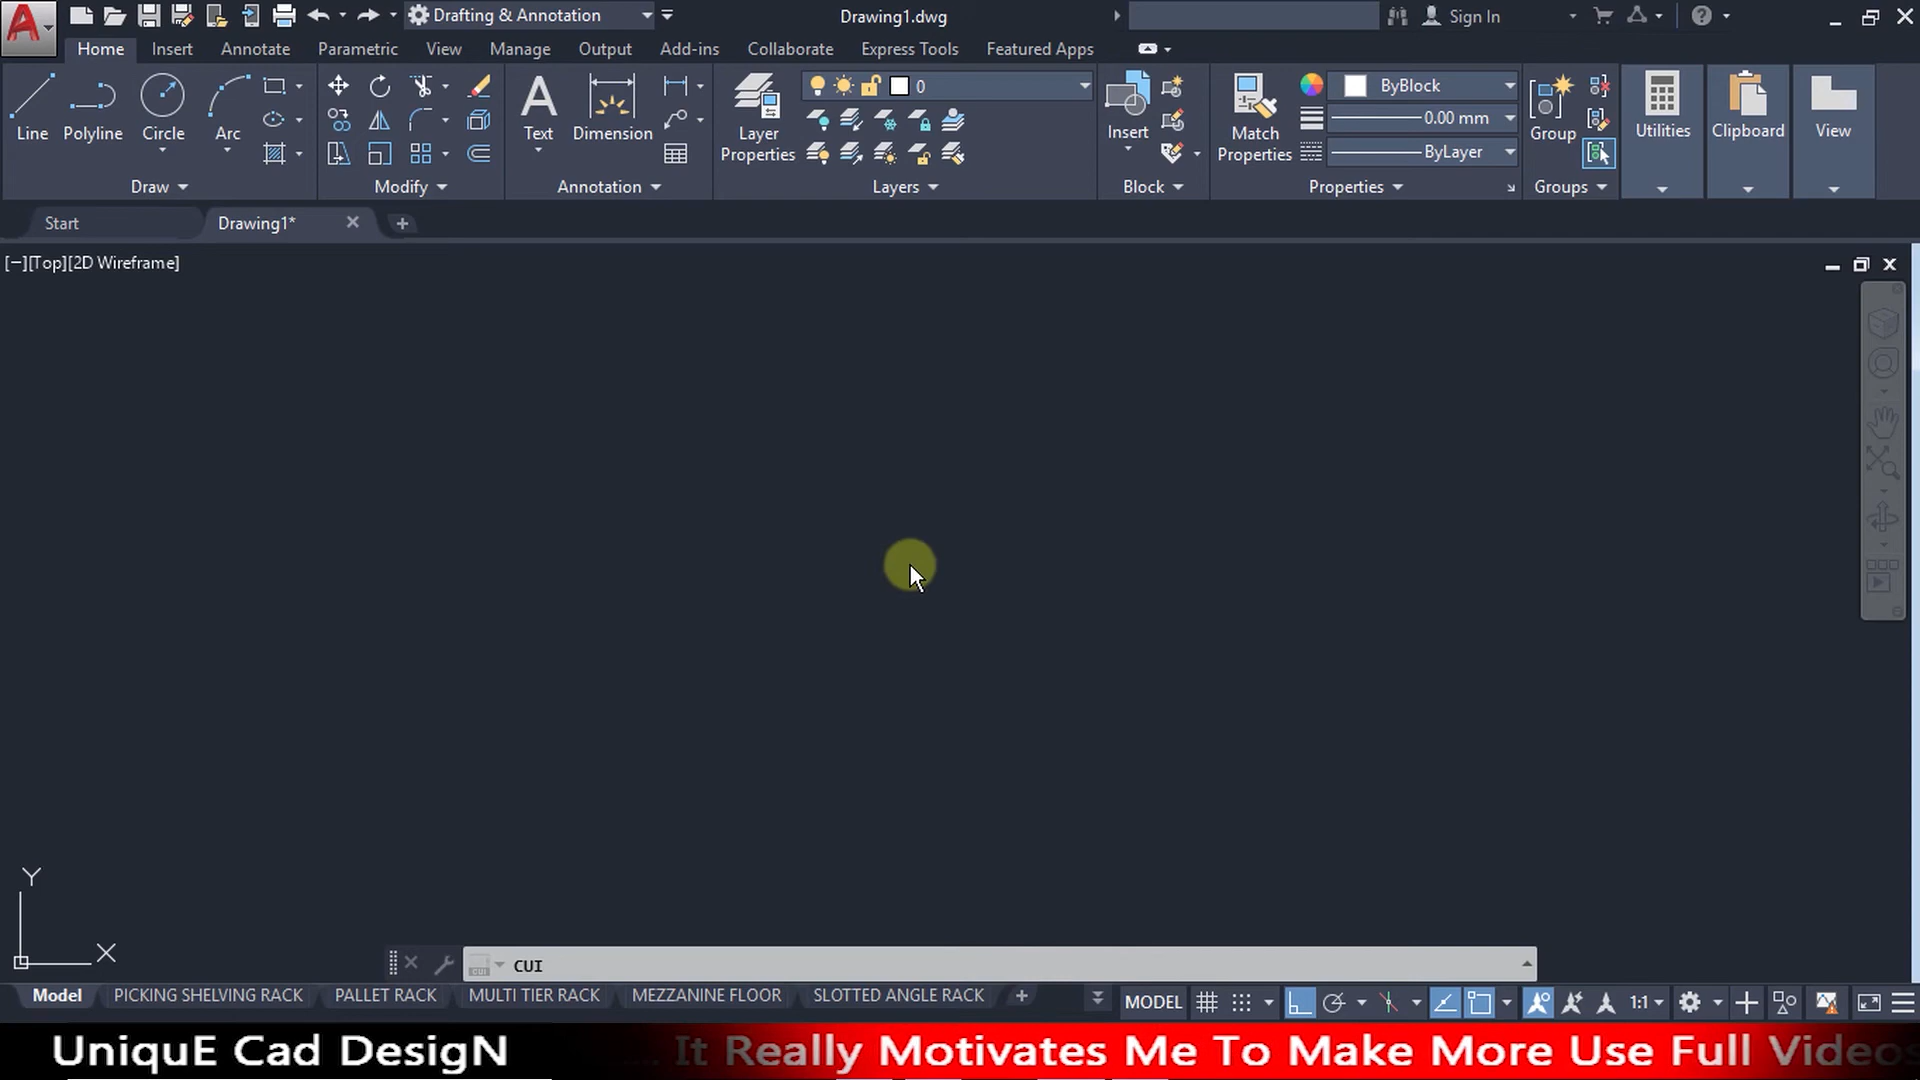 Drafting & Annotation
Drawing1.dwg
Sign In
Home
Insert
Annotate
Parametric
View
Manage
Output
Add-ins
Collaborate
Express Tools
Featured Apps
Line
Polyline
Circle
Arc
Text
Dimension
Layer
Properties
0
Insert
Match
Properties
ByBlock
0.00 mm
ByLayer
Group
Utilities
Clipboard
View
Draw
Modify
Annotation
Layers
Block
Properties
Groups
Start
Drawing1*
[−][Top][2D Wireframe]
Y
X
CUI
Model
PICKING SHELVING RACK
PALLET RACK
MULTI TIER RACK
MEZZANINE FLOOR
SLOTTED ANGLE RACK
MODEL
1:1
UniquE Cad DesigN
... It Really Motivates Me To Make More Use Full Videos